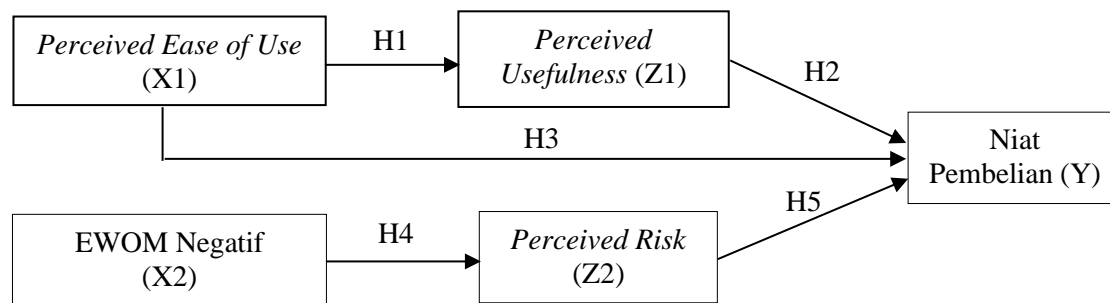 Perceived Ease of Use
(X1)
H1
Perceived
Usefulness (Z1)
H2
H3
Niat
Pembelian (Y)
EWOM Negatif
(X2)
H4
Perceived Risk
(Z2)
H5